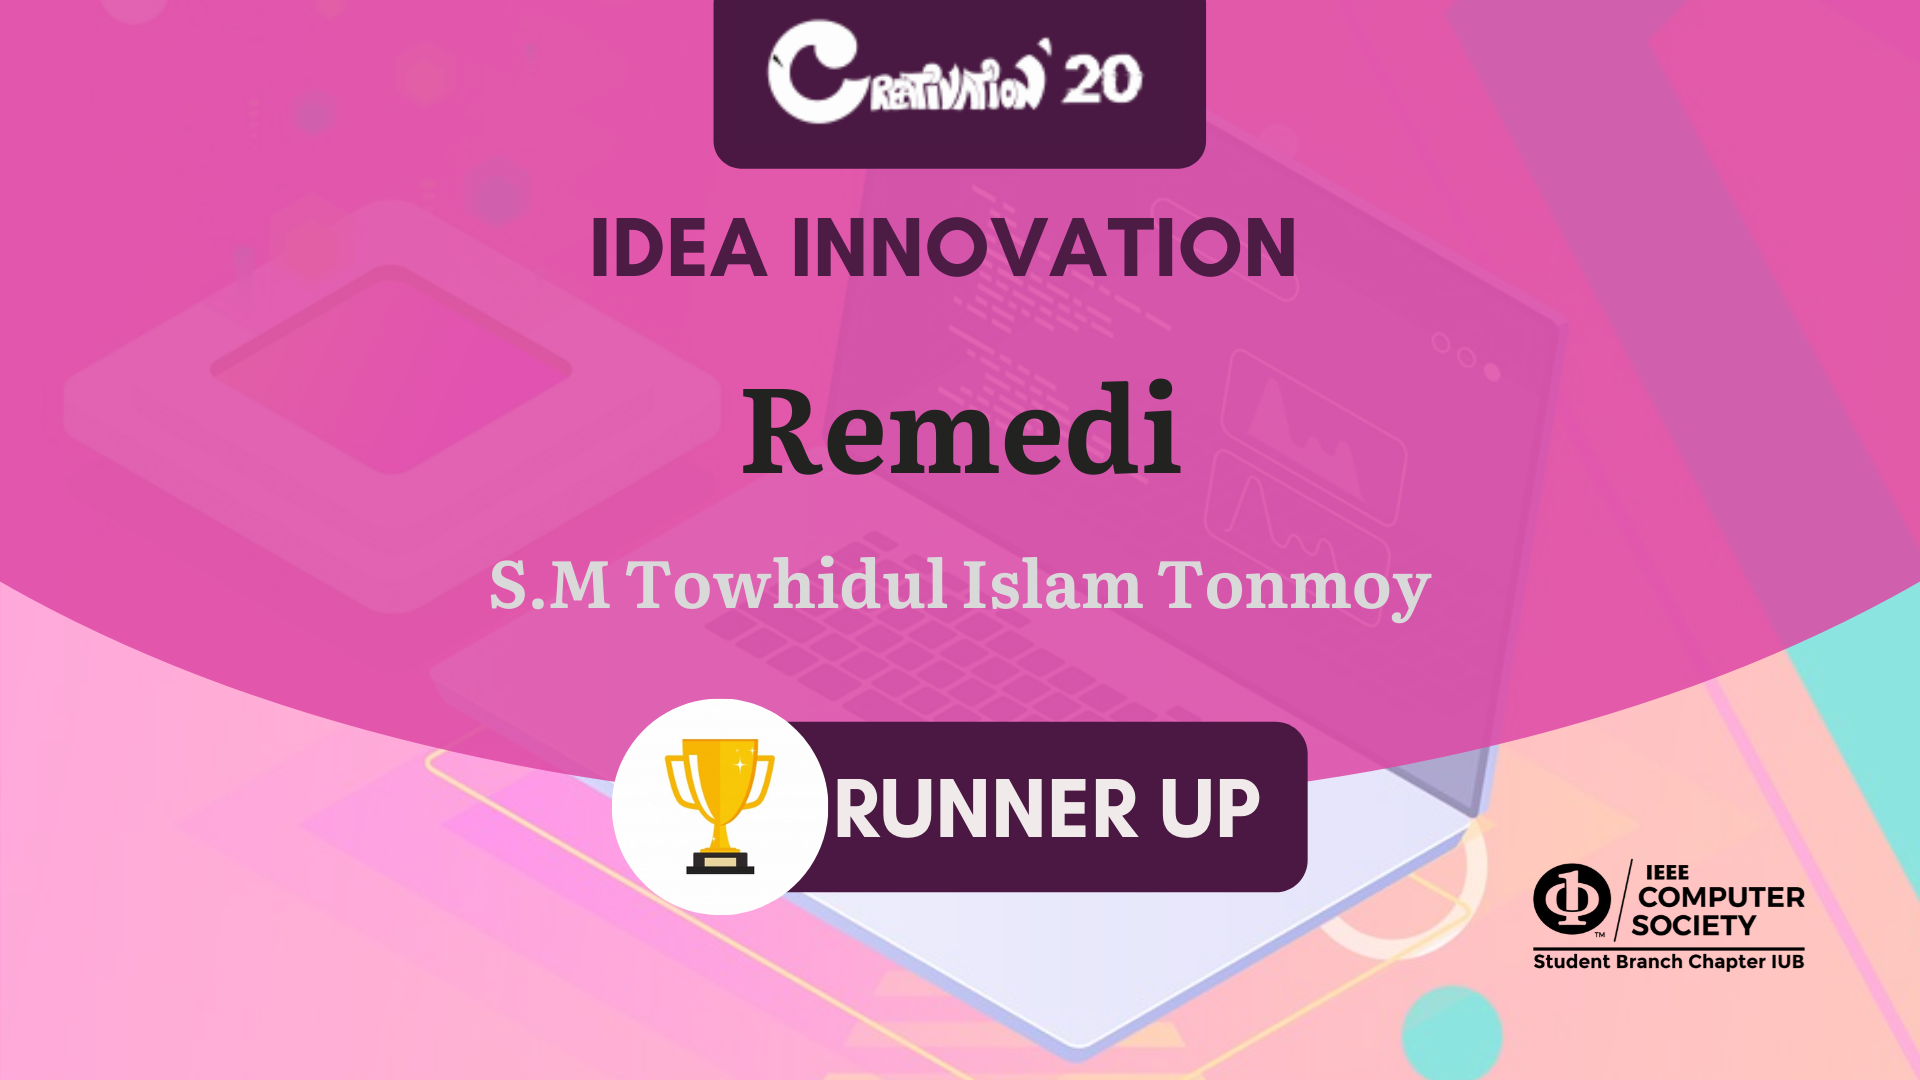 Creativation'20
IDEA INNOVATION
Remedi
S.M Towhidul Islam Tonmoy
RUNNER UP
IEEE
COMPUTER
SOCIETY
TM
Student Branch Chapter IUB